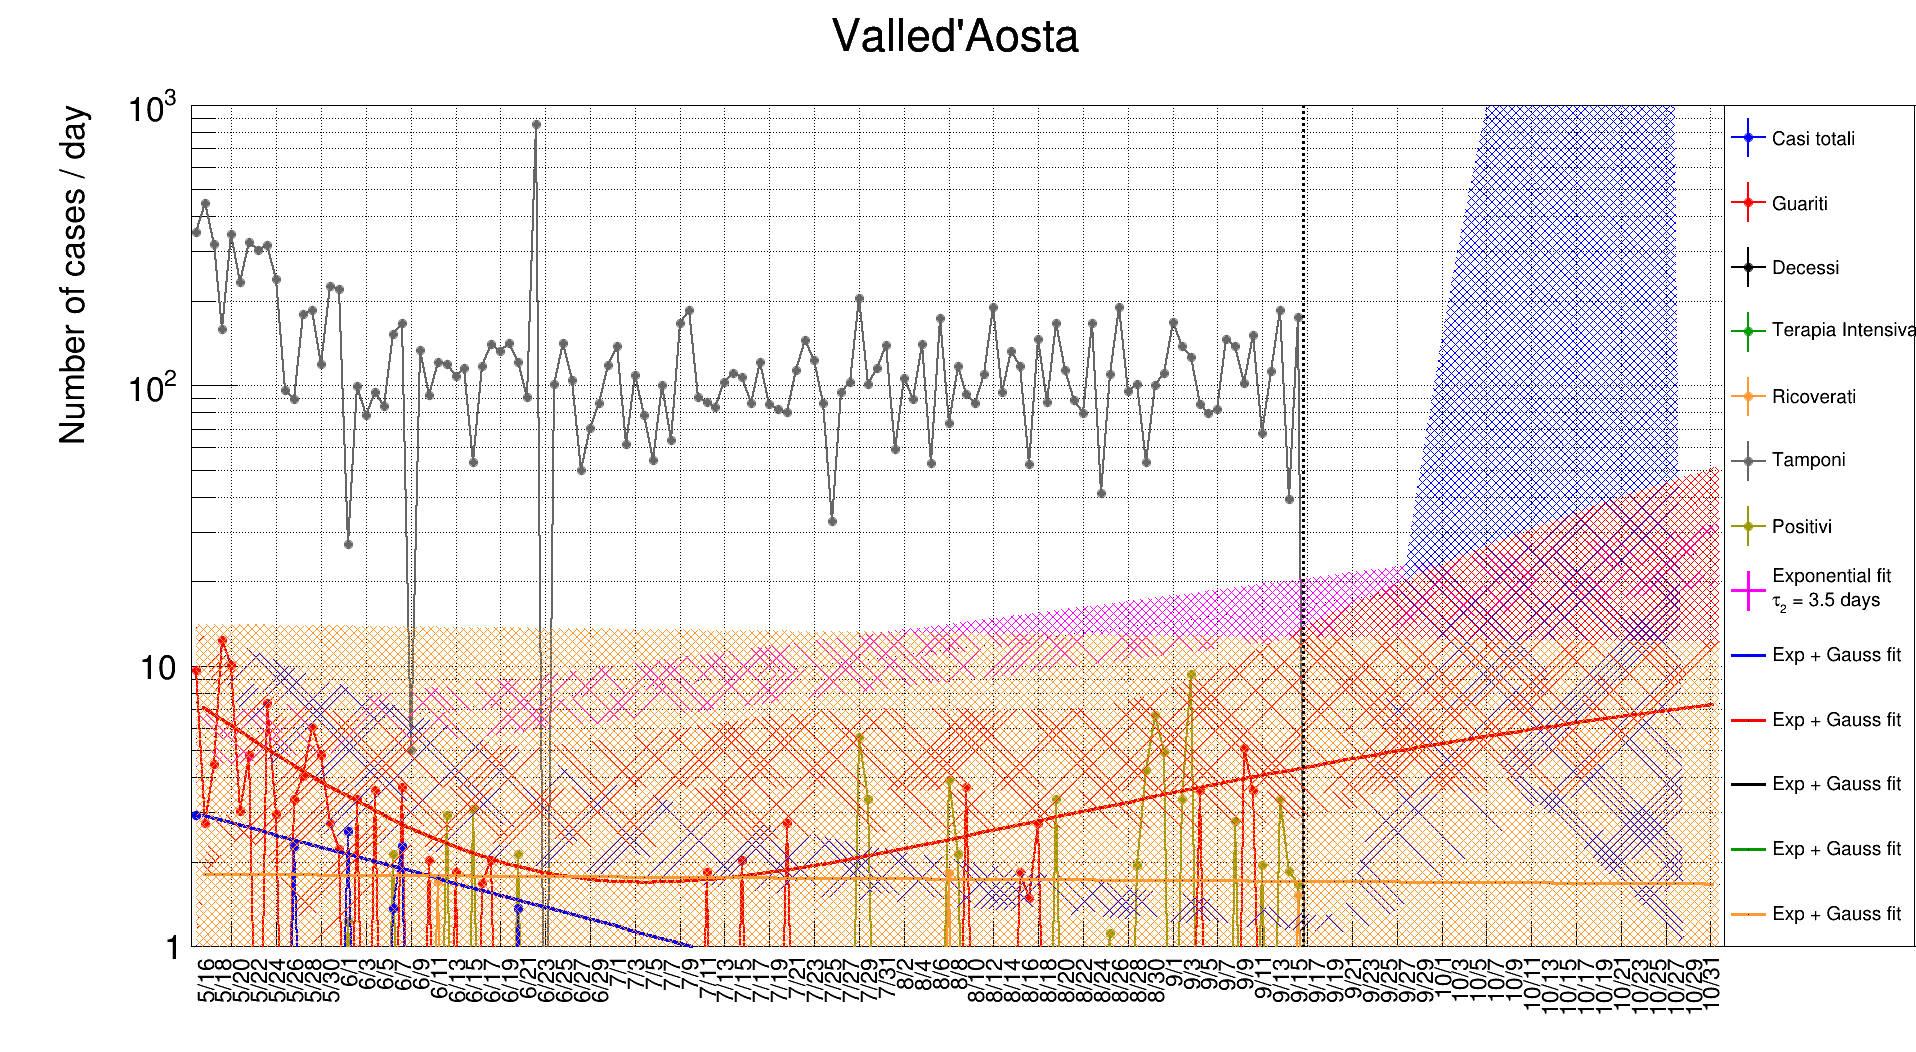 Valled'Aosta
Number of cases / day
10³
10²
10
1
5/16 5/18 5/20 5/22 5/24 5/26 5/28 5/30 6/1 6/3 6/5 6/7 6/9 6/11 6/13 6/15 6/17 6/19 6/21 6/23 6/25 6/27 6/29 7/1 7/3 7/5 7/7 7/9 7/11 7/13 7/15 7/17 7/19 7/21 7/23 7/25 7/27 7/29 7/31 8/2 8/4 8/6 8/8 8/10 8/12 8/14 8/16 8/18 8/20 8/22 8/24 8/26 8/28 8/30 9/1 9/3 9/5 9/7 9/9 9/11 9/13 9/15 9/17 9/19 9/21 9/23 9/25 9/27 9/29 10/1 10/3 10/5 10/7 10/9 10/11 10/13 10/15 10/17 10/19 10/21 10/23 10/25 10/27 10/29 10/31
Casi totali
Guariti
Decessi
Terapia Intensiva
Ricoverati
Tamponi
Positivi
Exponential fit
τ₂ = 3.5 days
Exp + Gauss fit
Exp + Gauss fit
Exp + Gauss fit
Exp + Gauss fit
Exp + Gauss fit